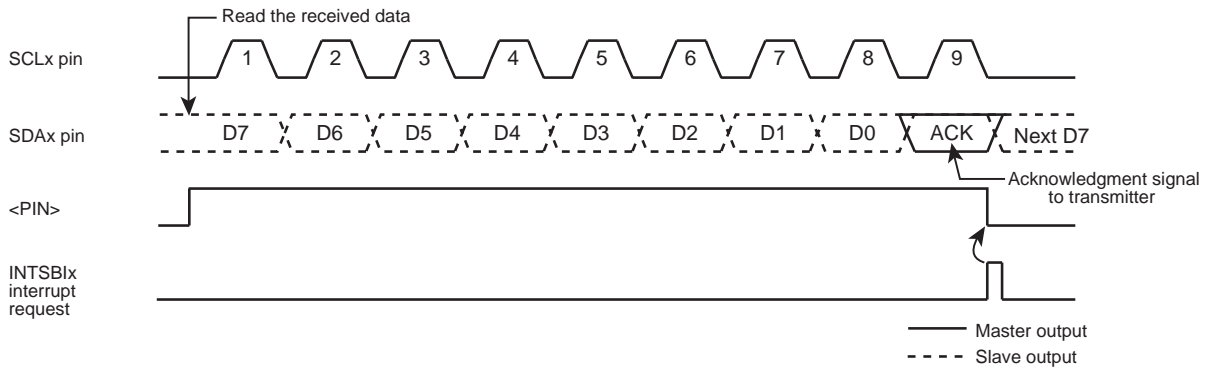 Read the received data
SCLx pin
1 2 3 4 5 6 7 8 9
SDAx pin
D7 D6 D5 D4 D3 D2 D1 D0 ACK Next D7
Acknowledgment signal
to transmitter
<PIN>
INTSBIx
interrupt
request
Master output
Slave output